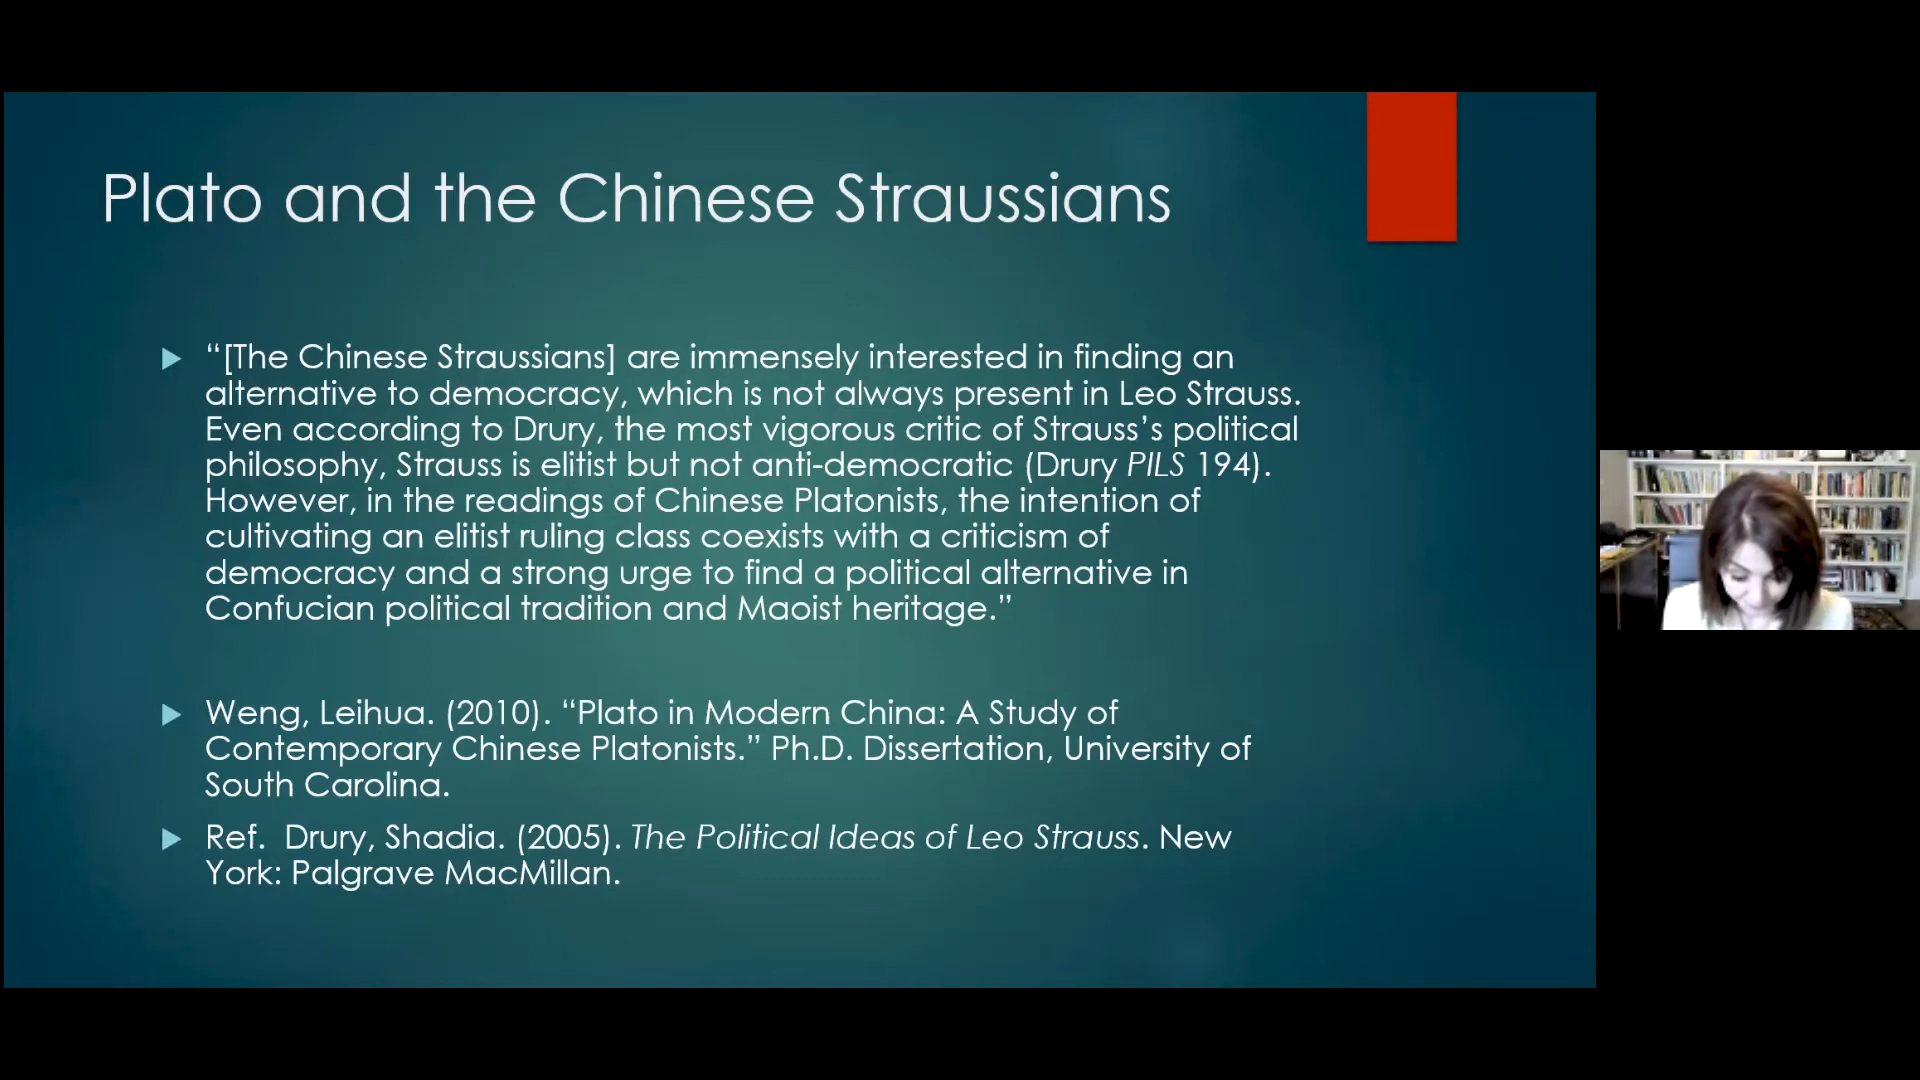 Plato and the Chinese Straussians
“[The Chinese Straussians] are immensely interested in finding an
alternative to democracy, which is not always present in Leo Strauss.
Even according to Drury, the most vigorous critic of Strauss’s political
philosophy, Strauss is elitist but not anti-democratic (Drury PILS 194).
However, in the readings of Chinese Platonists, the intention of
cultivating an elitist ruling class coexists with a criticism of
democracy and a strong urge to find a political alternative in
Confucian political tradition and Maoist heritage.”
Weng, Leihua. (2010). “Plato in Modern China: A Study of
Contemporary Chinese Platonists.” Ph.D. Dissertation, University of
South Carolina.
Ref. Drury, Shadia. (2005). The Political Ideas of Leo Strauss. New
York: Palgrave MacMillan.